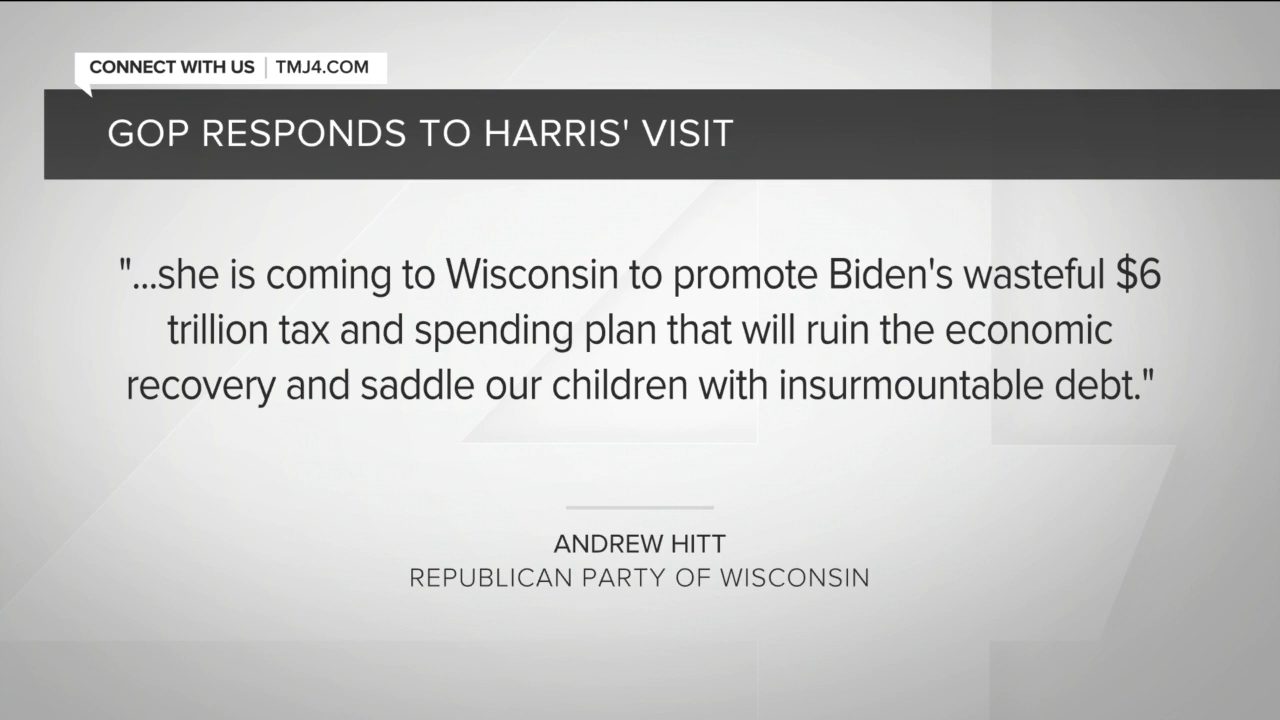 CONNECT WITH US | TMJ4.COM
GOP RESPONDS TO HARRIS' VISIT
"...she is coming to Wisconsin to promote Biden's wasteful $6
trillion tax and spending plan that will ruin the economic
recovery and saddle our children with insurmountable debt."
ANDREW HITT
REPUBLICAN PARTY OF WISCONSIN